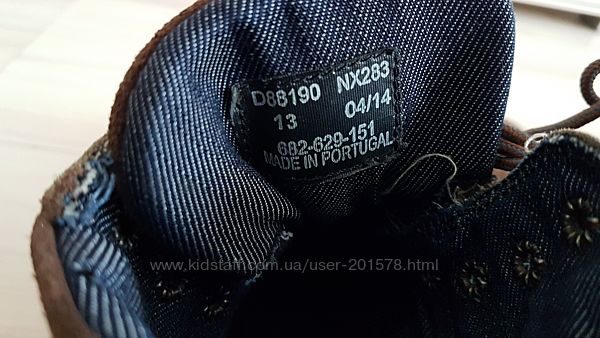 D88190 NX283
13 04/14
682-629-151
MADE IN PORTUGAL
www.kidstaff.com.ua/user-201578.html